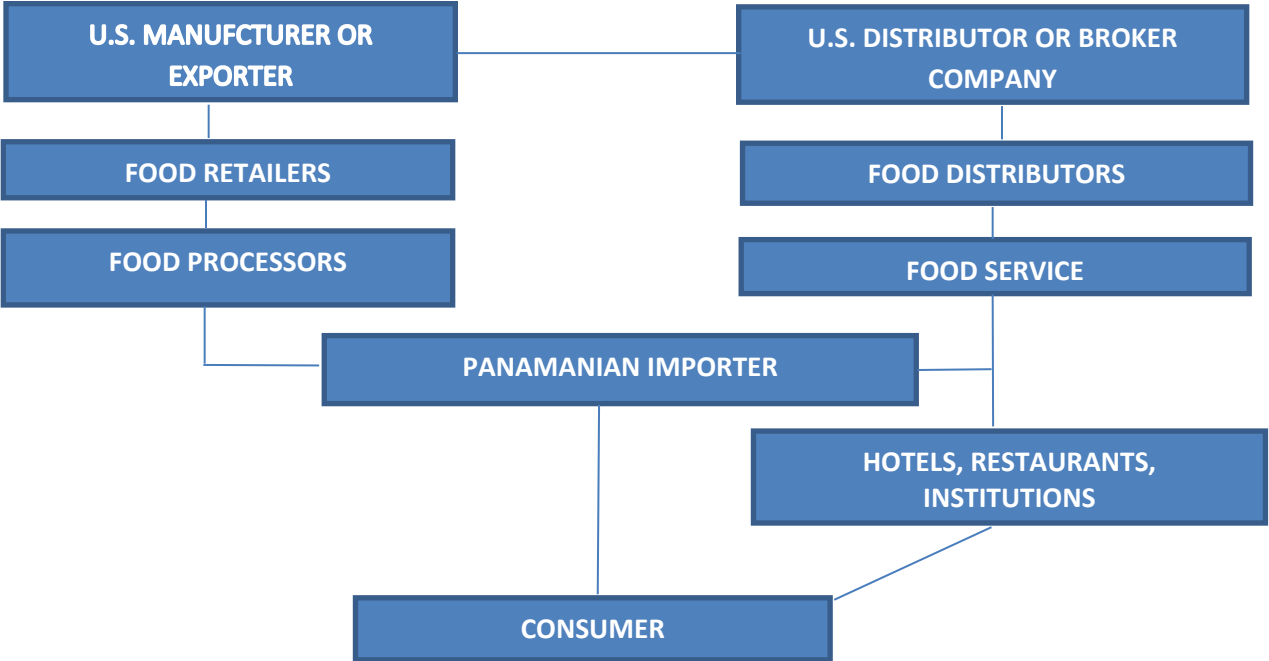 U.S. MANUFCTURER OR
EXPORTER
U.S. DISTRIBUTOR OR BROKER
COMPANY
FOOD RETAILERS
FOOD DISTRIBUTORS
FOOD PROCESSORS
FOOD SERVICE
PANAMANIAN IMPORTER
HOTELS, RESTAURANTS,
INSTITUTIONS
CONSUMER